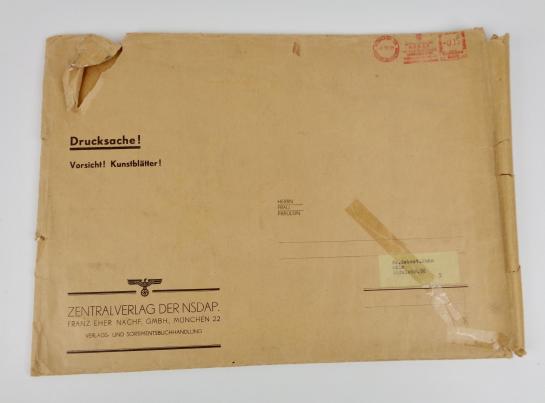 Drucksache!
Vorsicht! Kunstblätter!
HERRN
FRAU
FRÄULEIN
ZENTRALVERLAG DER NSDAP.
FRANZ EHER NACHF. GMBH, MÜNCHEN 22
VERLAGS- UND SORTIMENTSBUCHHANDLUNG